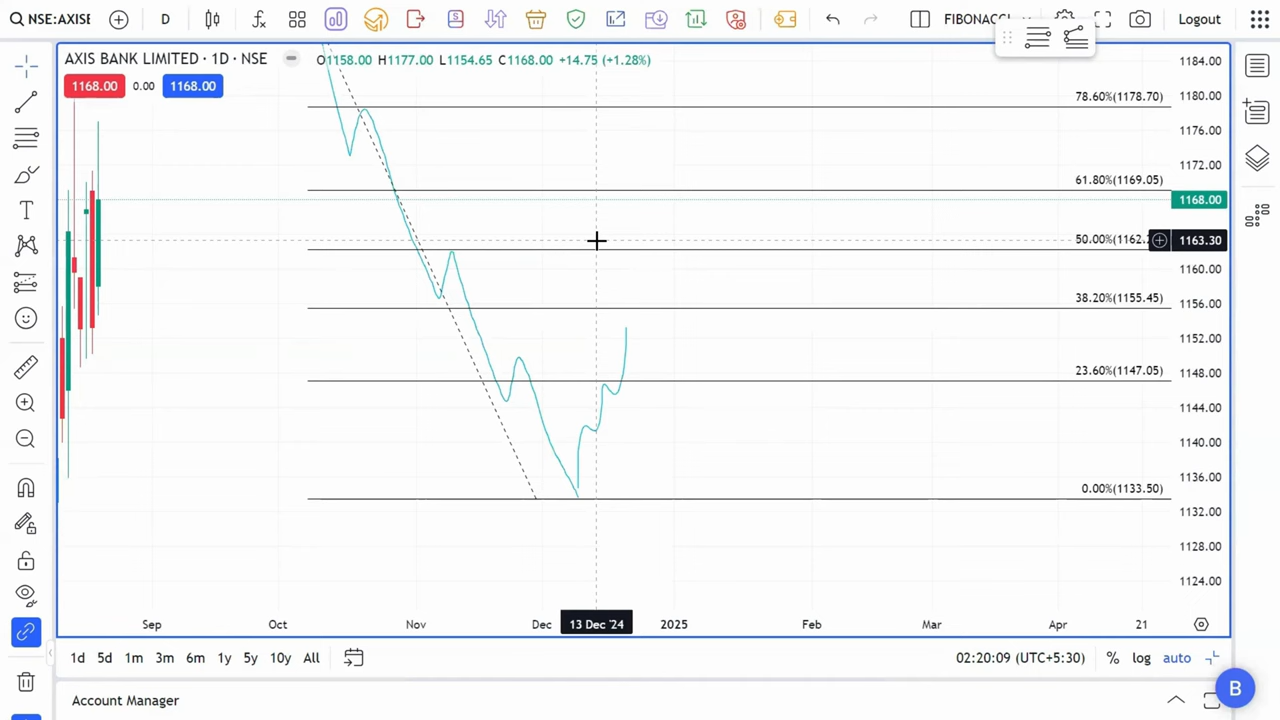 NSE:AXISE
D
FIBONACCI
Logout
AXIS BANK LIMITED · 1D · NSE
O1158.00 H1177.00 L1154.65 C1168.00 +14.75 (+1.28%)
1168.00 0.00 1168.00
1184.00
1180.00
1176.00
1172.00
1168.00
1163.30
1160.00
1156.00
1152.00
1148.00
1144.00
1140.00
1136.00
1132.00
1128.00
1124.00
78.60%(1178.70)
61.80%(1169.05)
50.00%(1162.
38.20%(1155.45)
23.60%(1147.05)
0.00%(1133.50)
Sep Oct Nov Dec 13 Dec '24 2025 Feb Mar Apr 21
1d 5d 1m 3m 6m 1y 5y 10y All
02:20:09 (UTC+5:30) % log auto
Account Manager
B